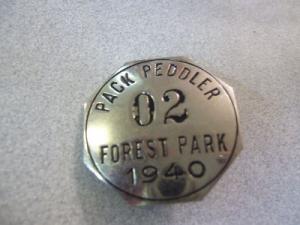 PACK PEDDLER
02
FOREST PARK
1940